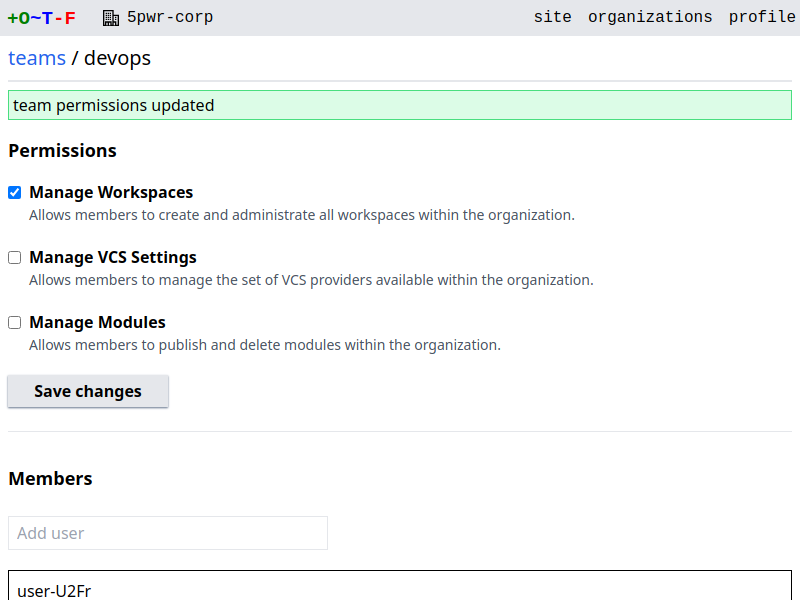 +O~T-F 5pwr-corp site organizations profile
teams / devops
team permissions updated
Permissions
Manage Workspaces
Allows members to create and administrate all workspaces within the organization.
Manage VCS Settings
Allows members to manage the set of VCS providers available within the organization.
Manage Modules
Allows members to publish and delete modules within the organization.
Save changes
Members
Add user
user-U2Fr